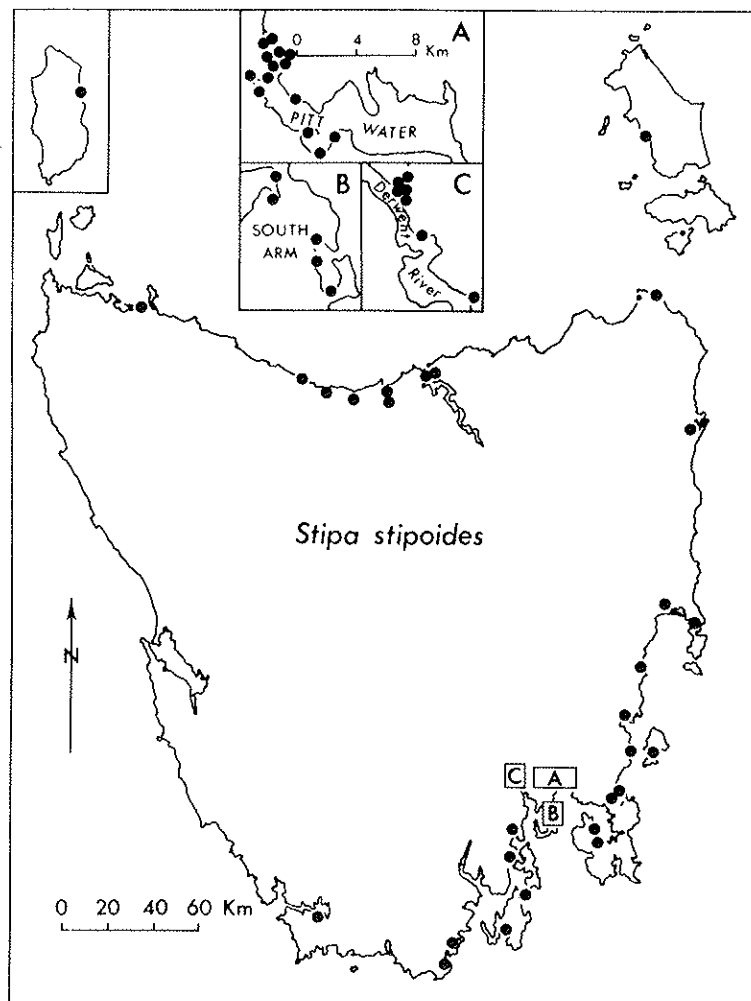 A
0 4 8
Km
PITT WATER
B
SOUTH
ARM
C
Derwent
River
Stipa stipoides
N
C
A
B
0 20 40 60 Km